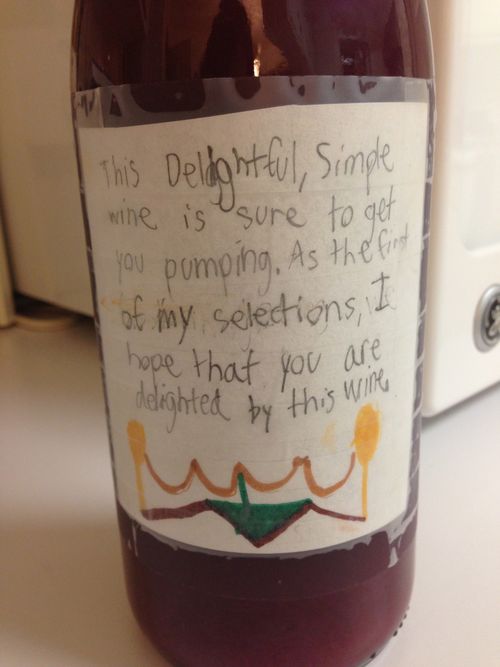 This Delightful, Simple
wine is sure to get
you pumping. As the first
of my selections, I
hope that you are
delighted by this wine.